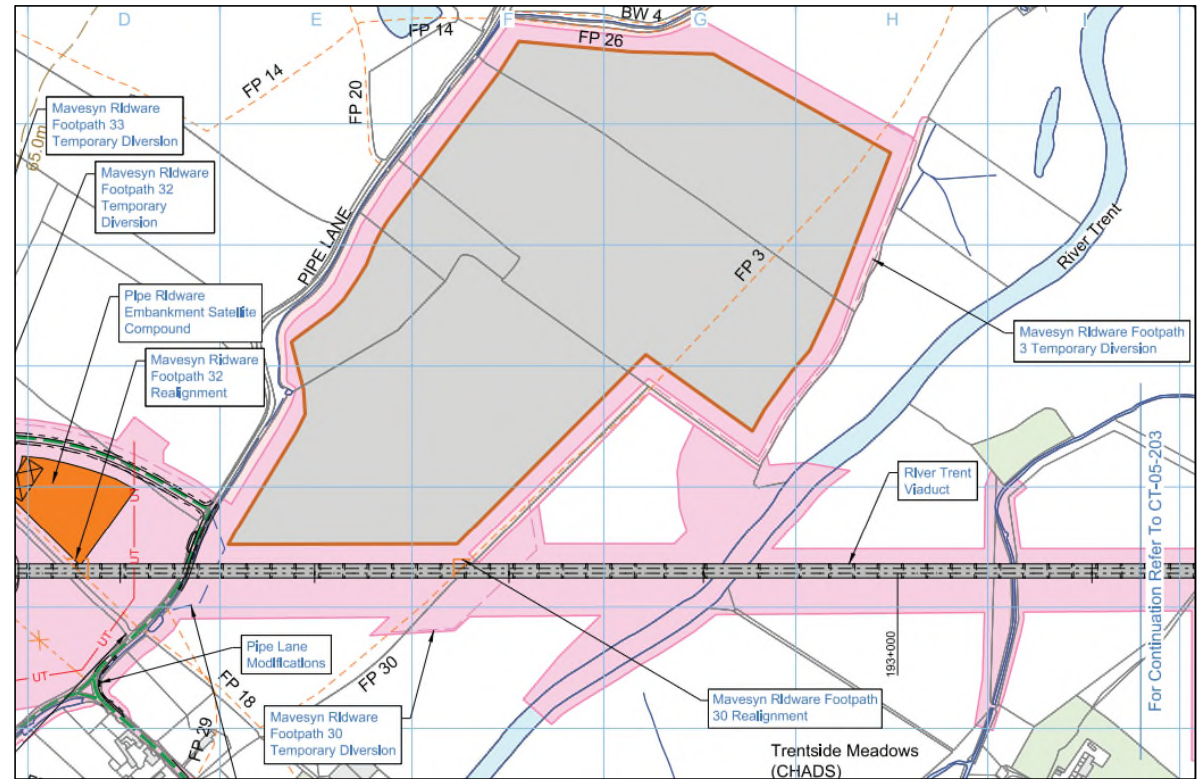 E
F
G
H
I
BW 4
FP 26
FP 14
FP 14
FP 20
65.0m
Mavesyn Ridware
Footpath 33
Temporary Diversion
Mavesyn Ridware
Footpath 32
Temporary
Diversion
PIPE LANE
FP 3
River Trent
Pipe Ridware
Embankment Satellite
Compound
Mavesyn Ridware Footpath
3 Temporary Diversion
Mavesyn Ridware
Footpath 32
Realignment
D
E
F
G
H
I
UT
UT
UT
River Trent
Viaduct
For Continuation Refer To CT-05-203
Pipe Lane
Modifications
193+000
FP 18
FP 30
FP 29
Mavesyn Ridware
Footpath 30
Temporary Diversion
Mavesyn Ridware Footpath
30 Realignment
Trentside Meadows
(CHADS)